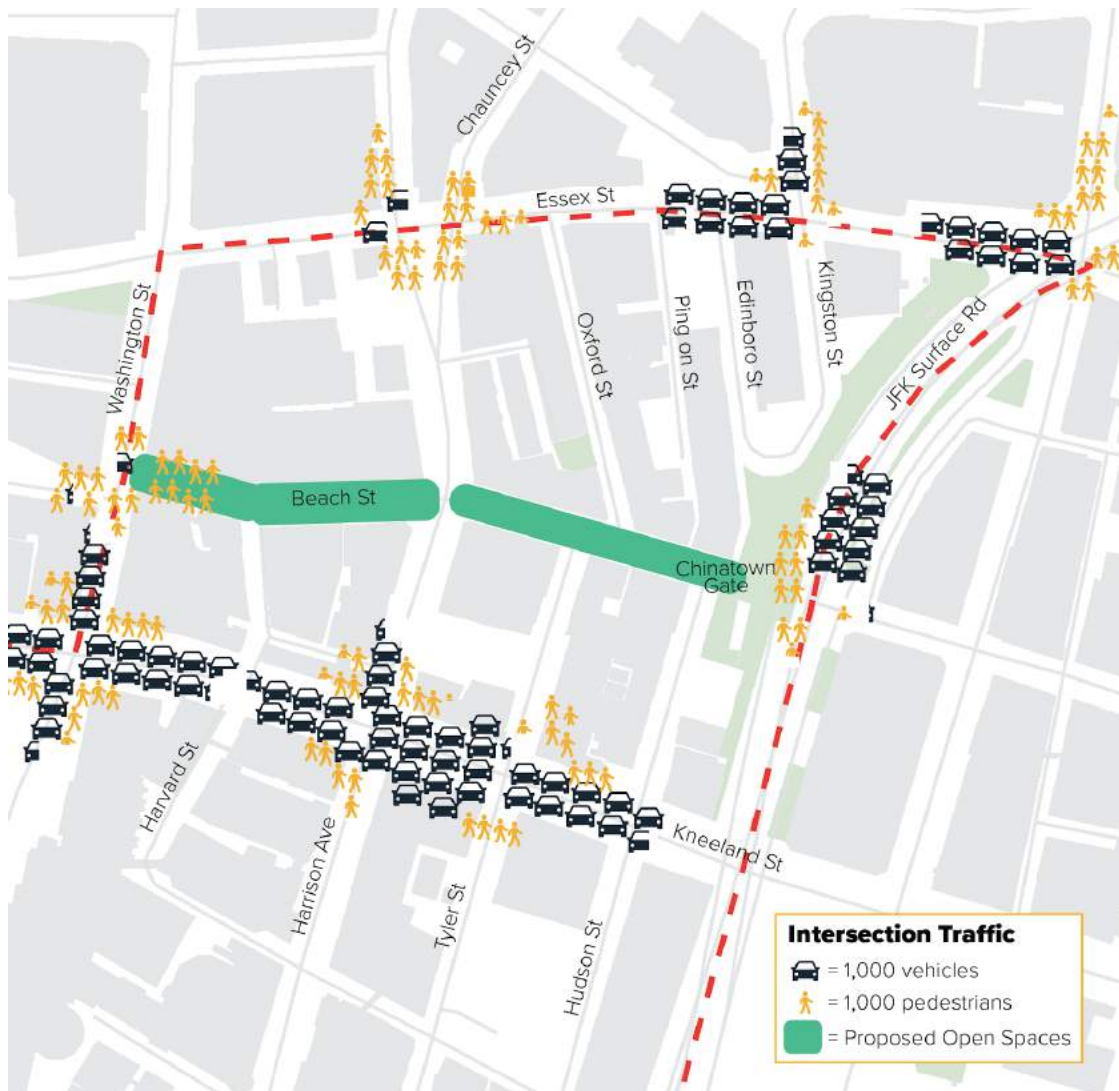 Chauncey St
Essex St
Washington St
Oxford St
Ping on St
Edinboro St
Kingston St
JFK Surface Rd
Beach St
Chinatown
Gate
Harvard St
Harrison Ave
Tyler St
Hudson St
Kneeland St
Intersection Traffic
= 1,000 vehicles
= 1,000 pedestrians
= Proposed Open Spaces